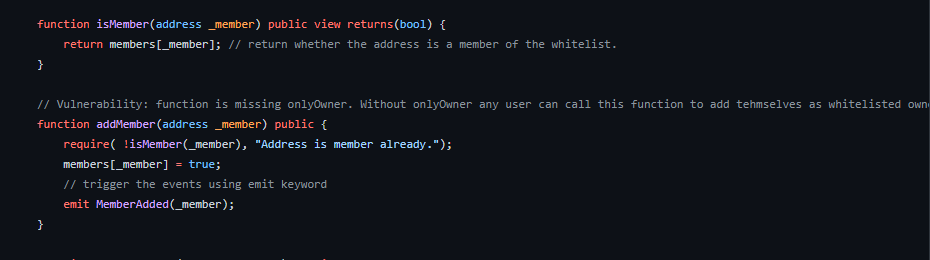 function isMember(address _member) public view returns(bool) {
return members[_member]; // return whether the address is a member of the whitelist.
}
// Vulnerability: function is missing onlyOwner. Without onlyOwner any user can call this function to add tehmselves as whitelisted
function addMember(address _member) public {
require( !isMember(_member), "Address is member already.");
members[_member] = true;
// trigger the events using emit keyword
emit MemberAdded(_member);
}